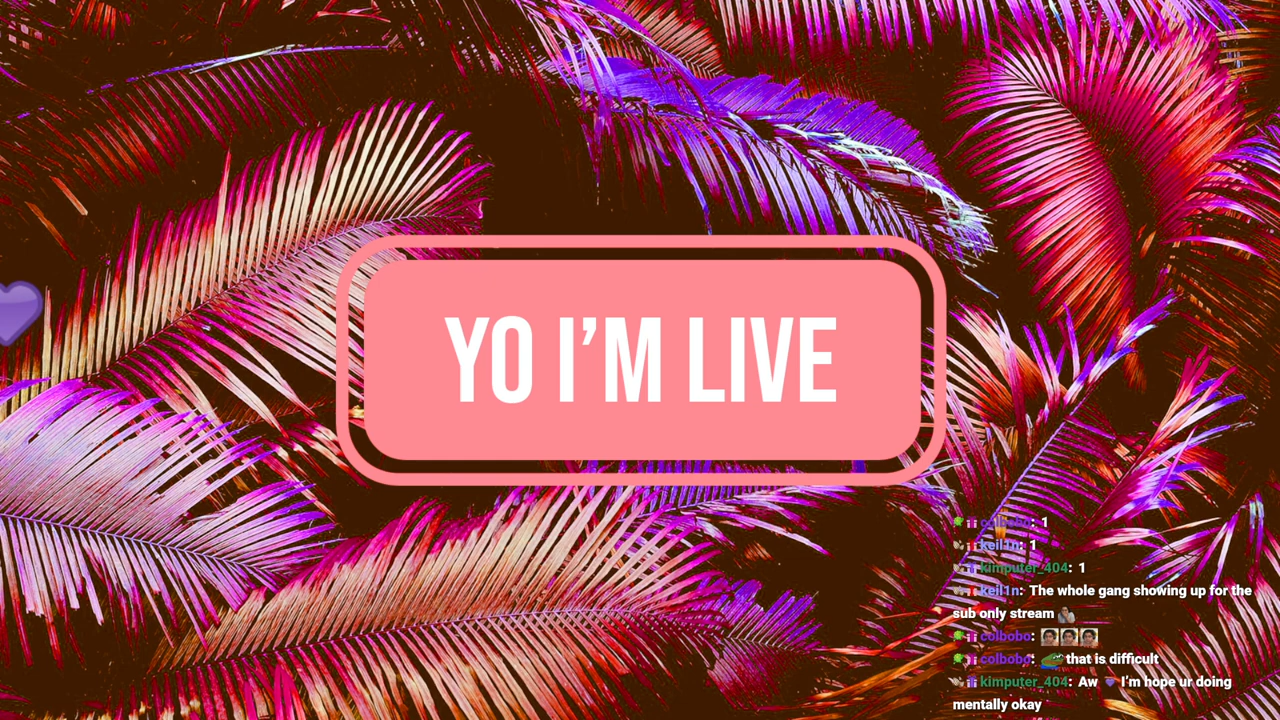 YO I’M LIVE
colbobo: 1
keil1n: 1
kimputer_404: 1
keil1n: The whole gang showing up for the
sub only stream
colbobo:
colbobo: that is difficult
kimputer_404: Aw I'm hope ur doing
mentally okay